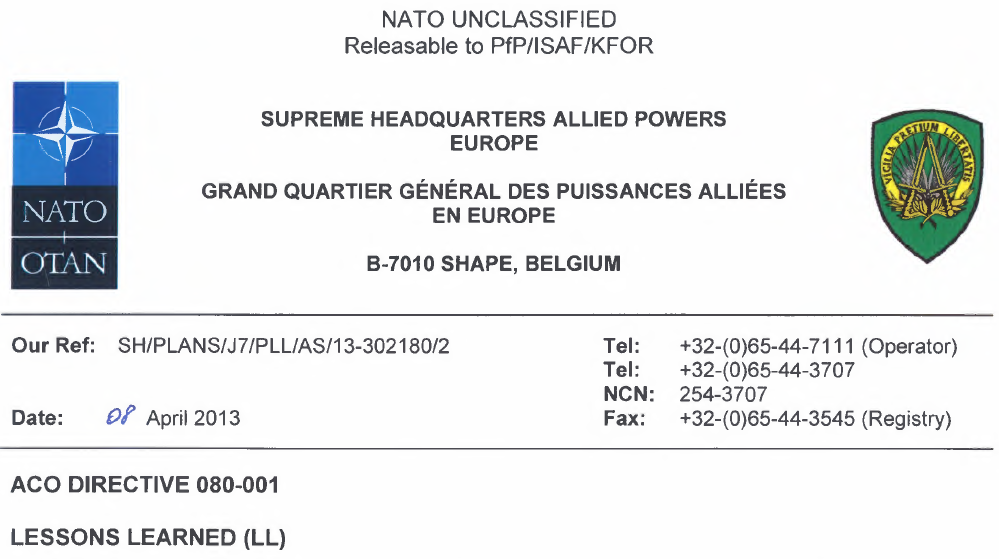 NATO UNCLASSIFIED
Releasable to PfP/ISAF/KFOR
NATO
OTAN
SUPREME HEADQUARTERS ALLIED POWERS
EUROPE
GRAND QUARTIER GÉNÉRAL DES PUISSANCES ALLIÉES
EN EUROPE
B-7010 SHAPE, BELGIUM
VIGILIA PRETIUM LIBERTATIS
Our Ref: SH/PLANS/J7/PLL/AS/13-302180/2
Tel: +32-(0)65-44-7111 (Operator)
Tel: +32-(0)65-44-3707
NCN: 254-3707
Date: 08 April 2013
Fax: +32-(0)65-44-3545 (Registry)
ACO DIRECTIVE 080-001
LESSONS LEARNED (LL)